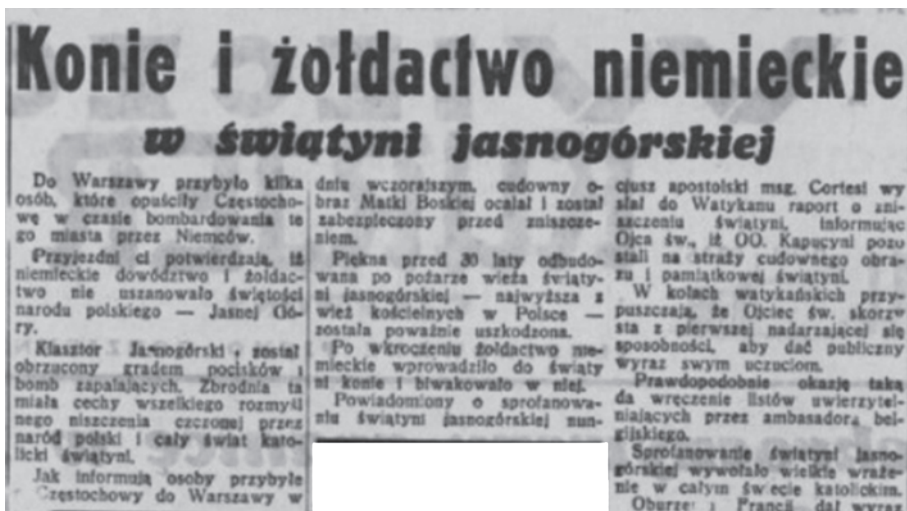 Konie i żołdactwo niemieckie
w świątyni jasnogórskiej
Do Warszawy przybyło kilka
osób, które opuściły Częstocho-
wę w czasie bombardowania te
go miasta przez Niemców.
Przyjezdni ci potwierdzają, iż
niemieckie dowództwo i żołdac-
two nie uszanowało świętości
narodu polskiego — Jasnej Gó-
ry.
Klasztor Jasnogórski został
obrzucony gradem pocisków i
bomb zapalających. Zbrodnia ta
miała cechy wszelkiego rozmyśl
nego niszczenia czczonej przez
naród polski i cały świat kato-
licki świątyni.
Jak informują osoby przybyłe
z Częstochowy do Warszawy w
dniu wczorajszym, cudowny o-
braz Matki Boskiej ocalał i został
zabezpieczony przed zniszcze-
niem.
Piękna przed 30 laty odbudo-
wana po pożarze wieża świąty-
ni jasnogórskiej — najwyższa z
wież kościelnych w Polsce —
została poważnie uszkodzona.
Po wkroczeniu żołdactwo nie-
mieckie wprowadziło do świąty
ni konie i biwakowało w niej.
Powiadomiony o sprofanowa-
niu świątyni jasnogórskiej nun-
cjusz apostolski msg. Cortesi wy
słał do Watykanu raport o zni-
szczeniu świątyni, informując
Ojca św., iż OO. Kapucyni pozo
stali na straży cudownego obra-
zu i pamiątkowej świątyni.
W kołach watykańskich przy-
puszczają, że Ojciec św. skorzy
sta z pierwszej nadarzającej się
sposobności, aby dać publiczny
wyraz swym uczuciom.
Prawdopodobnie okazję taką
da wręczenie listów uwierzytel-
niających przez ambasadora bel-
gijskiego.
Sprofanowanie świątyni jasno-
górskiej wywołało wielkie wraże-
nie w całym świecie katolickim.
Francji dał wyraz